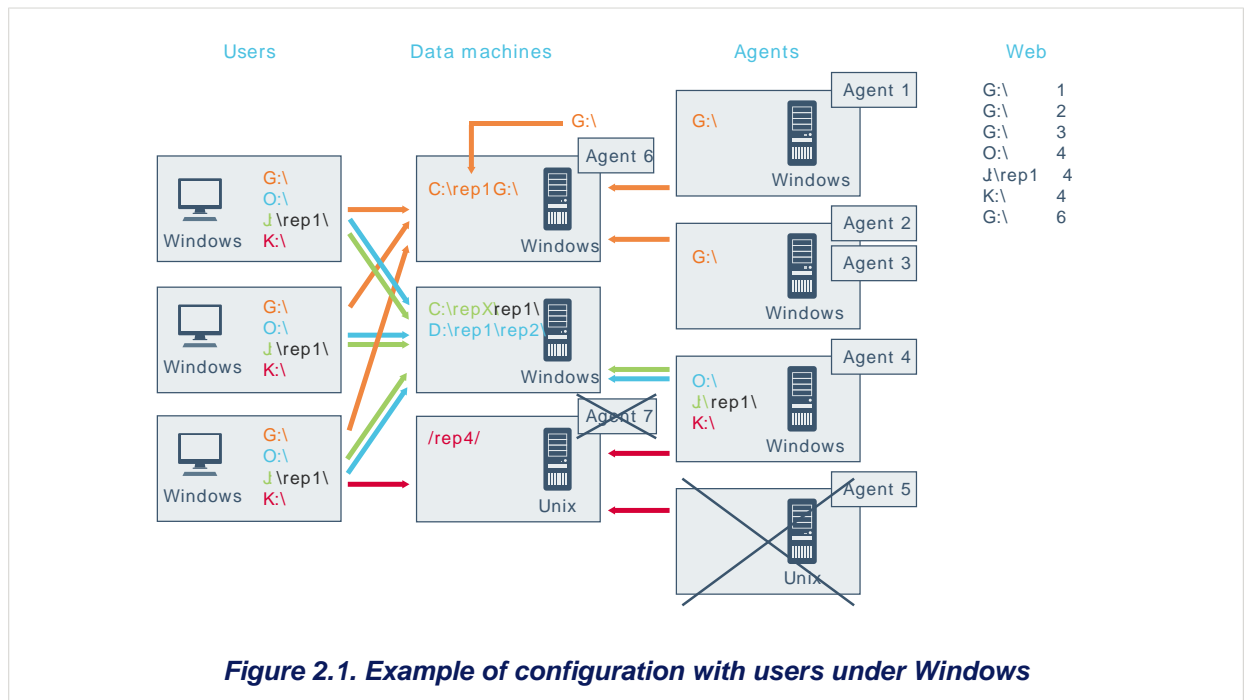 Users
Data machines
Agents
Web
G:\
O:\
J:\rep1\
K:\
Windows
G:\
O:\
J:\rep1\
K:\
Windows
G:\
O:\
J:\rep1\
K:\
Windows
G:\
Agent 6
C:\rep1 G:\
Windows
C:\repX\rep1\
D:\rep1\rep2\
Windows
Agent 7
/rep4/
Unix
Agent 1
G:\
Windows
Agent 2
Agent 3
G:\
Windows
Agent 4
O:\
J:\rep1\
K:\
Windows
Agent 5
Unix
G:\ 1
G:\ 2
G:\ 3
O:\ 4
J:\rep1 4
K:\ 4
G:\ 6
Figure 2.1. Example of configuration with users under Windows